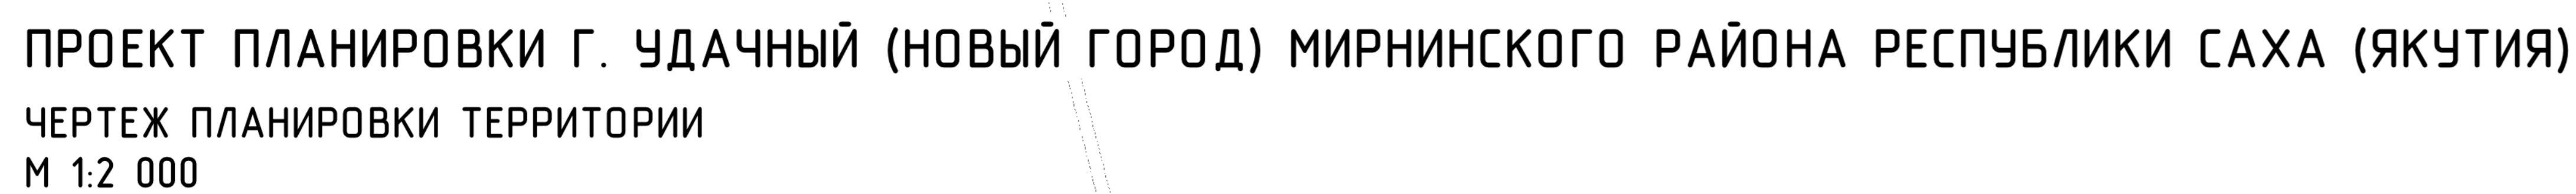 ПРОЕКТ ПЛАНИРОВКИ Г. УДАЧНЫЙ (НОВЫЙ ГОРОД) МИРНИНСКОГО РАЙОНА РЕСПУБЛИКИ САХА (ЯКУТИЯ)
ЧЕРТЕЖ ПЛАНИРОВКИ ТЕРРИТОРИИ
М 1:2 000